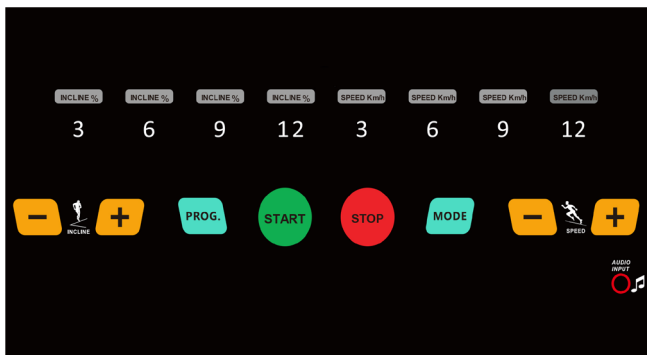 INCLINE % INCLINE % INCLINE % INCLINE % SPEED Km/h SPEED Km/h SPEED Km/h SPEED Km/h
3 6 9 12 3 6 9 12
− + PROG. START STOP MODE − +
INCLINE SPEED
AUDIO
INPUT